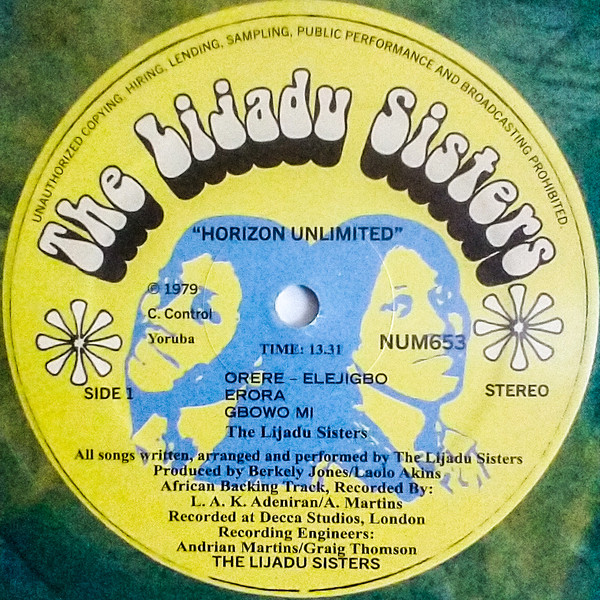 UNAUTHORIZED COPYING, HIRING, LENDING, SAMPLING, PUBLIC PERFORMANCE AND BROADCASTING PROHIBITED.
The Lijadu Sisters
"HORIZON UNLIMITED"
℗ 1979
C. Control
Yoruba
TIME: 13.31
NUM653
SIDE 1
STEREO
ORERE – ELEJIGBO
ERORA
GBOWO MI
The Lijadu Sisters
All songs written, arranged and performed by The Lijadu Sisters
Produced by Berkely Jones/Laolo Akins
African Backing Track, Recorded By:
L. A. K. Adeniran/A. Martins
Recorded at Decca Studios, London
Recording Engineers:
Andrian Martins/Graig Thomson
THE LIJADU SISTERS